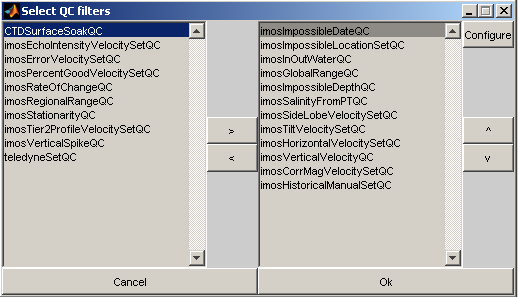 Select QC filters
CTDSurfaceSoakQC
imosEchoIntensityVelocitySetQC
imosErrorVelocitySetQC
imosPercentGoodVelocitySetQC
imosRateOfChangeQC
imosRegionalRangeQC
imosStationarityQC
imosTier2ProfileVelocitySetQC
imosVerticalSpikeQC
teledyneSetQC
>
<
imosImpossibleDateQC
imosImpossibleLocationSetQC
imosInOutWaterQC
imosGlobalRangeQC
imosImpossibleDepthQC
imosSalinityFromPTQC
imosSideLobeVelocitySetQC
imosTiltVelocitySetQC
imosHorizontalVelocitySetQC
imosVerticalVelocityQC
imosCorrMagVelocitySetQC
imosHistoricalManualSetQC
Configure
^
v
Cancel
Ok